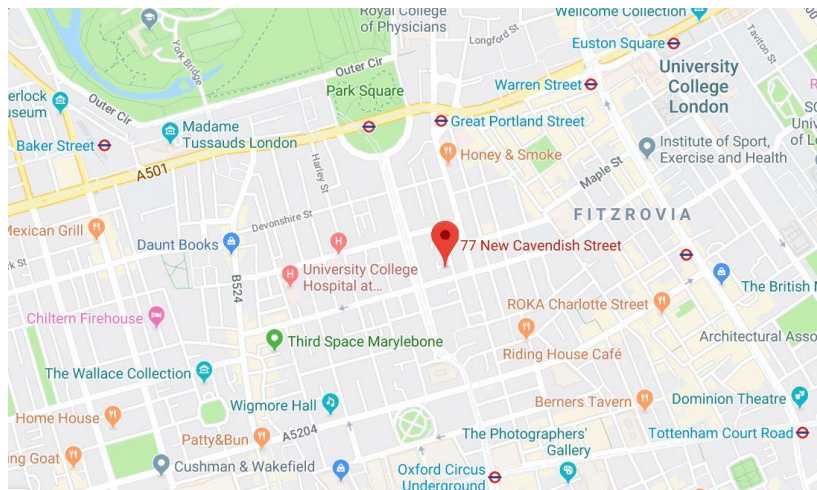 Royal College
of Physicians
Wellcome Collection
Longford St
Euston Square
Taviton St
York Bridge
Outer Cir
Warren Street
University
College
London
Park Square
Outer Cir
Madame
Tussauds London
Great Portland Street
Baker Street
Institute of Sport,
Exercise and Health
Honey & Smoke
A501
Harley St
Maple St
Devonshire St
FITZROVIA
Mexican Grill
Daunt Books
77 New Cavendish Street
University College
Hospital at...
B524
The British M
Chiltern Firehouse
ROKA Charlotte Street
Third Space Marylebone
Architectural Asso
Riding House Café
The Wallace Collection
Wigmore Hall
Berners Tavern
Dominion Theatre
Home House
A5204
Patty&Bun
The Photographers'
Gallery
Tottenham Court Road
ing Goat
Cushman & Wakefield
Oxford Circus
Underground